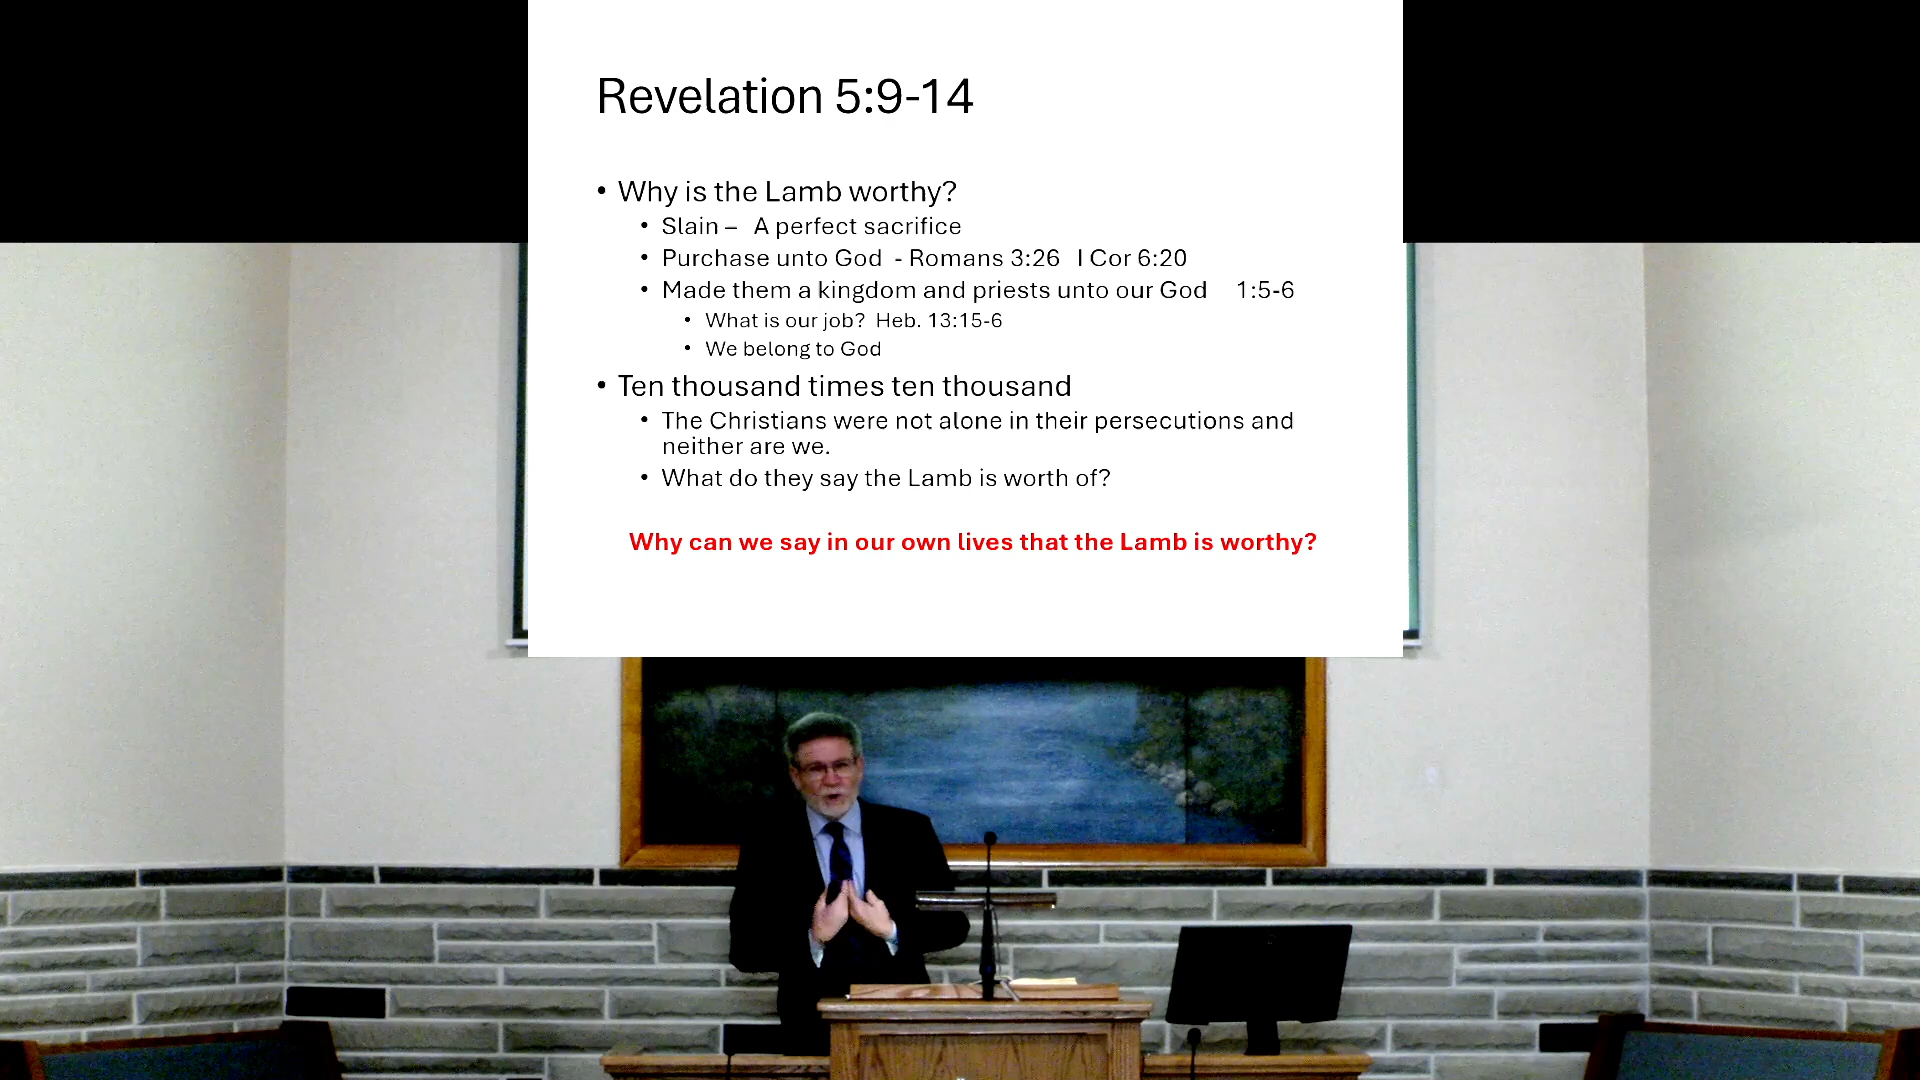 Revelation 5:9-14
• Why is the Lamb worthy?
• Slain – A perfect sacrifice
• Purchase unto God - Romans 3:26 I Cor 6:20
• Made them a kingdom and priests unto our God 1:5-6
• What is our job? Heb. 13:15-6
• We belong to God
• Ten thousand times ten thousand
• The Christians were not alone in their persecutions and
neither are we.
• What do they say the Lamb is worth of?
Why can we say in our own lives that the Lamb is worthy?